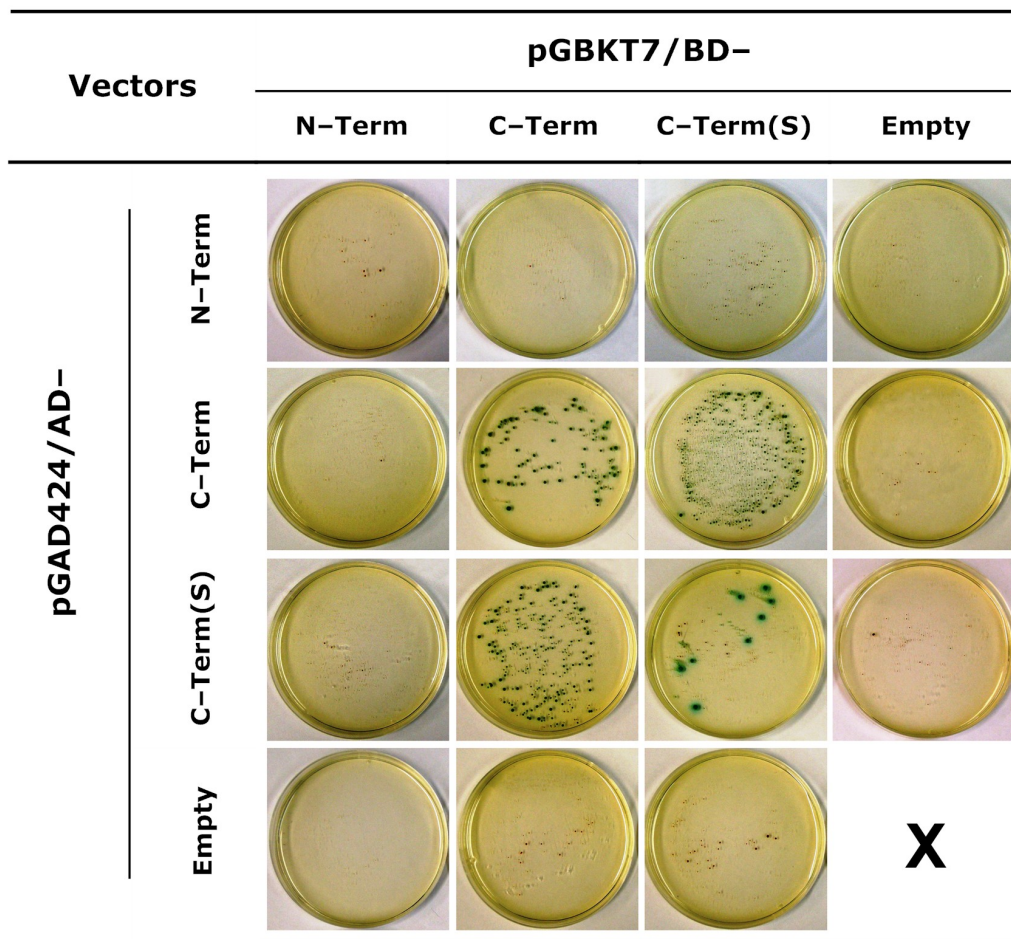 pGBKT7/BD–
Vectors
N–Term C–Term C–Term(S) Empty
pGAD424/AD–
N–Term
C–Term
C–Term(S)
Empty
X